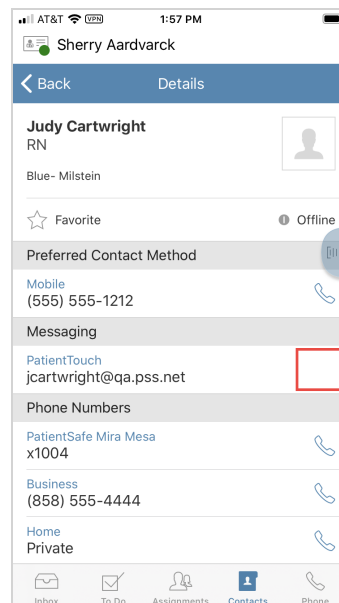 AT&T VPN 1:57 PM
Sherry Aardvarck
Back Details
Judy Cartwright
RN
Blue- Milstein
Favorite Offline
Preferred Contact Method
Mobile
(555) 555-1212
Messaging
PatientTouch
jcartwright@qa.pss.net
Phone Numbers
PatientSafe Mira Mesa
x1004
Business
(858) 555-4444
Home
Private
Inbox To Do Assignments Contacts Phone